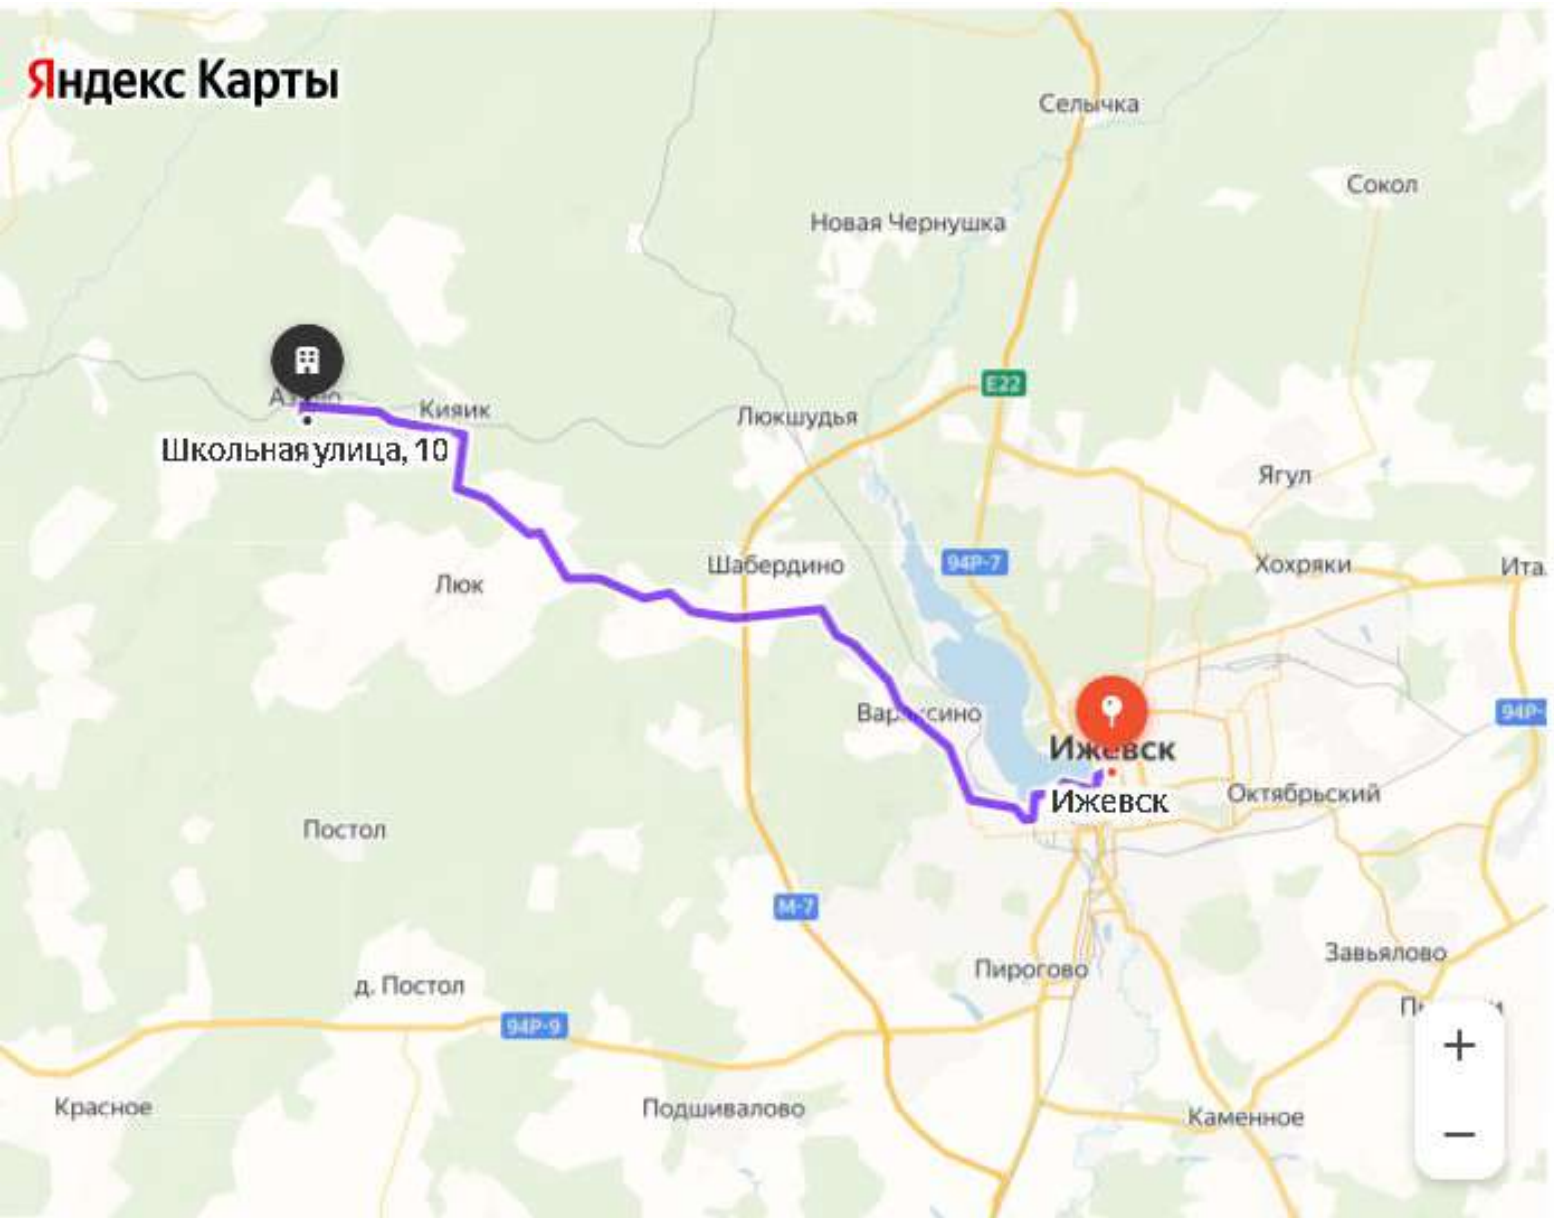 Яндекс Карты
Селычка
Сокол
Новая Чернушка
E22
Кияик
Люкшудья
Школьная улица, 10
Ягул
94Р-7
Шабердино
Хохряки
Люк
94Р-
Ижевск
Ижевск
Октябрьский
Постол
М-7
Завьялово
Пирогово
д. Постол
94Р-9
+
Красное
Подшивалово
Каменное
−